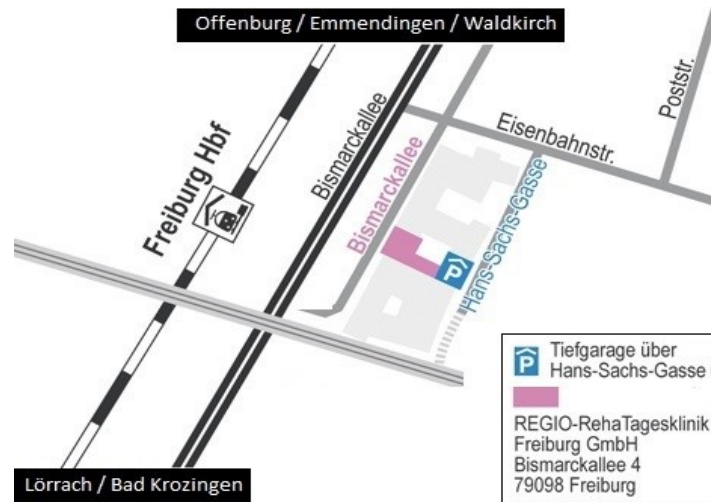 Offenburg / Emmendingen / Waldkirch
Freiburg Hbf
Bismarckallee
Bismarckallee
Eisenbahnstr.
Poststr.
Hans-Sachs-Gasse
P
P Tiefgarage über
Hans-Sachs-Gasse
REGIO-RehaTagesklinik
Freiburg GmbH
Bismarckallee 4
79098 Freiburg
Lörrach / Bad Krozingen